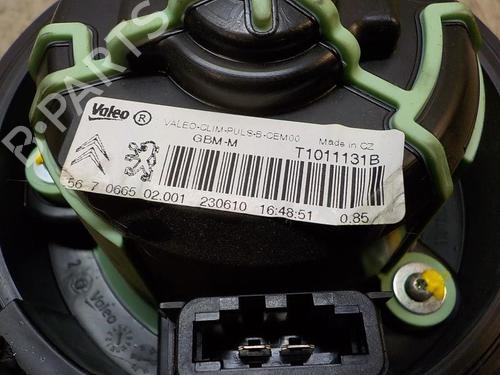 R-PARTS
Valeo ®
VALEO-CLIM-PULS-B-CEM00
Made in CZ
GBM-M
T1011131B
56 7 0665 02.001 230610 16:48:51 0.85
Valeo